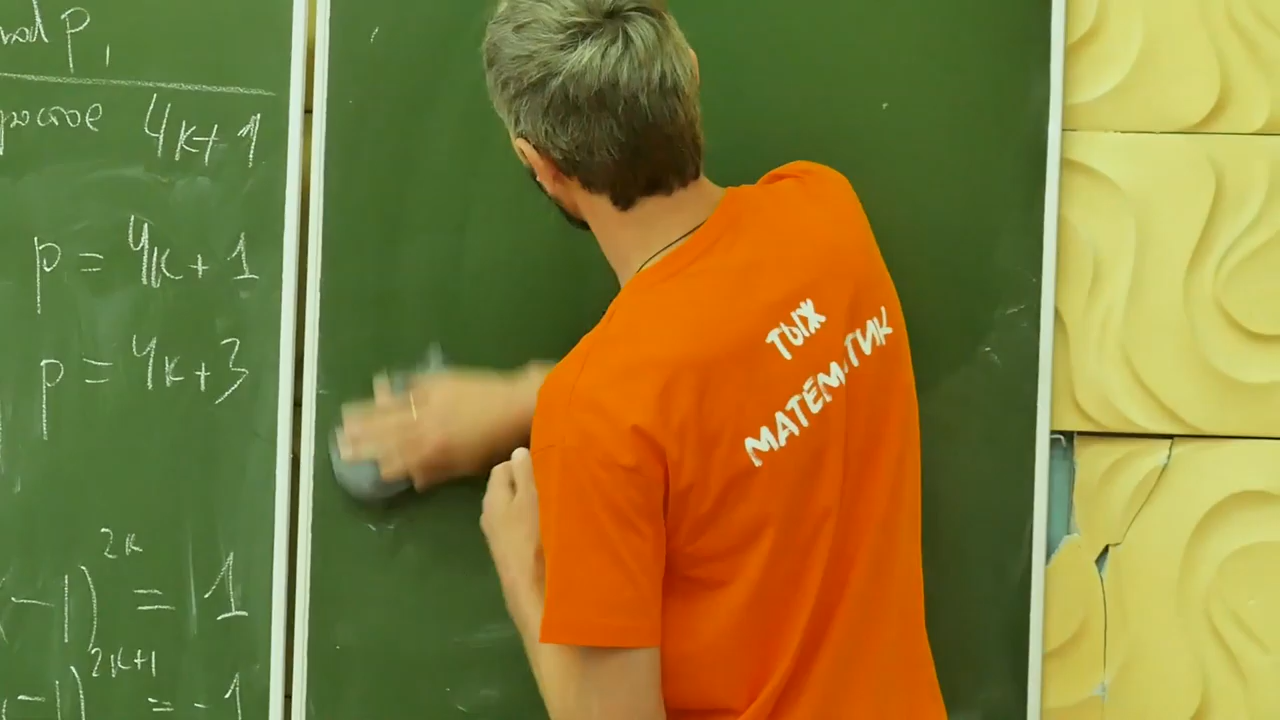 mod p,
простое 4k+1
p = 4k+1
p = 4k+3
(-1)^{2k} = 1
(-1)^{2k+1} = -1
ТЫЖ
МАТЕМАТИК